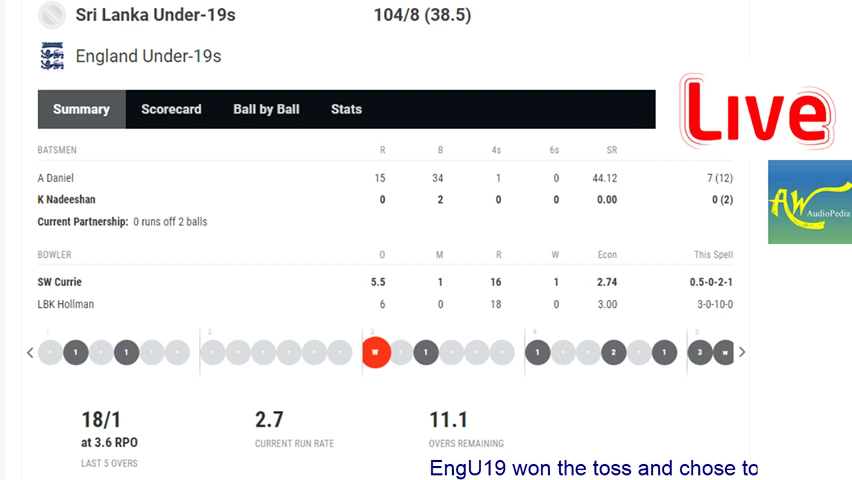 Sri Lanka Under-19s 104/8 (38.5)
England Under-19s
Summary Scorecard Ball by Ball Stats
Live
BATSMEN R B 4s 6s SR
A Daniel 15 34 1 0 44.12 7 (12)
K Nadeeshan 0 2 0 0 0.00 0 (2)
Current Partnership: 0 runs off 2 balls
AW AudioPedia
BOWLER O M R W Econ This Spell
SW Currie 5.5 1 16 1 2.74 0.5-0-2-1
LBK Hollman 6 0 18 0 3.00 3-0-10-0
1 2 3 4 5
1 1 W 1 1 2 1 3 W
18/1 2.7 11.1
at 3.6 RPO CURRENT RUN RATE OVERS REMAINING
LAST 5 OVERS
EngU19 won the toss and chose to